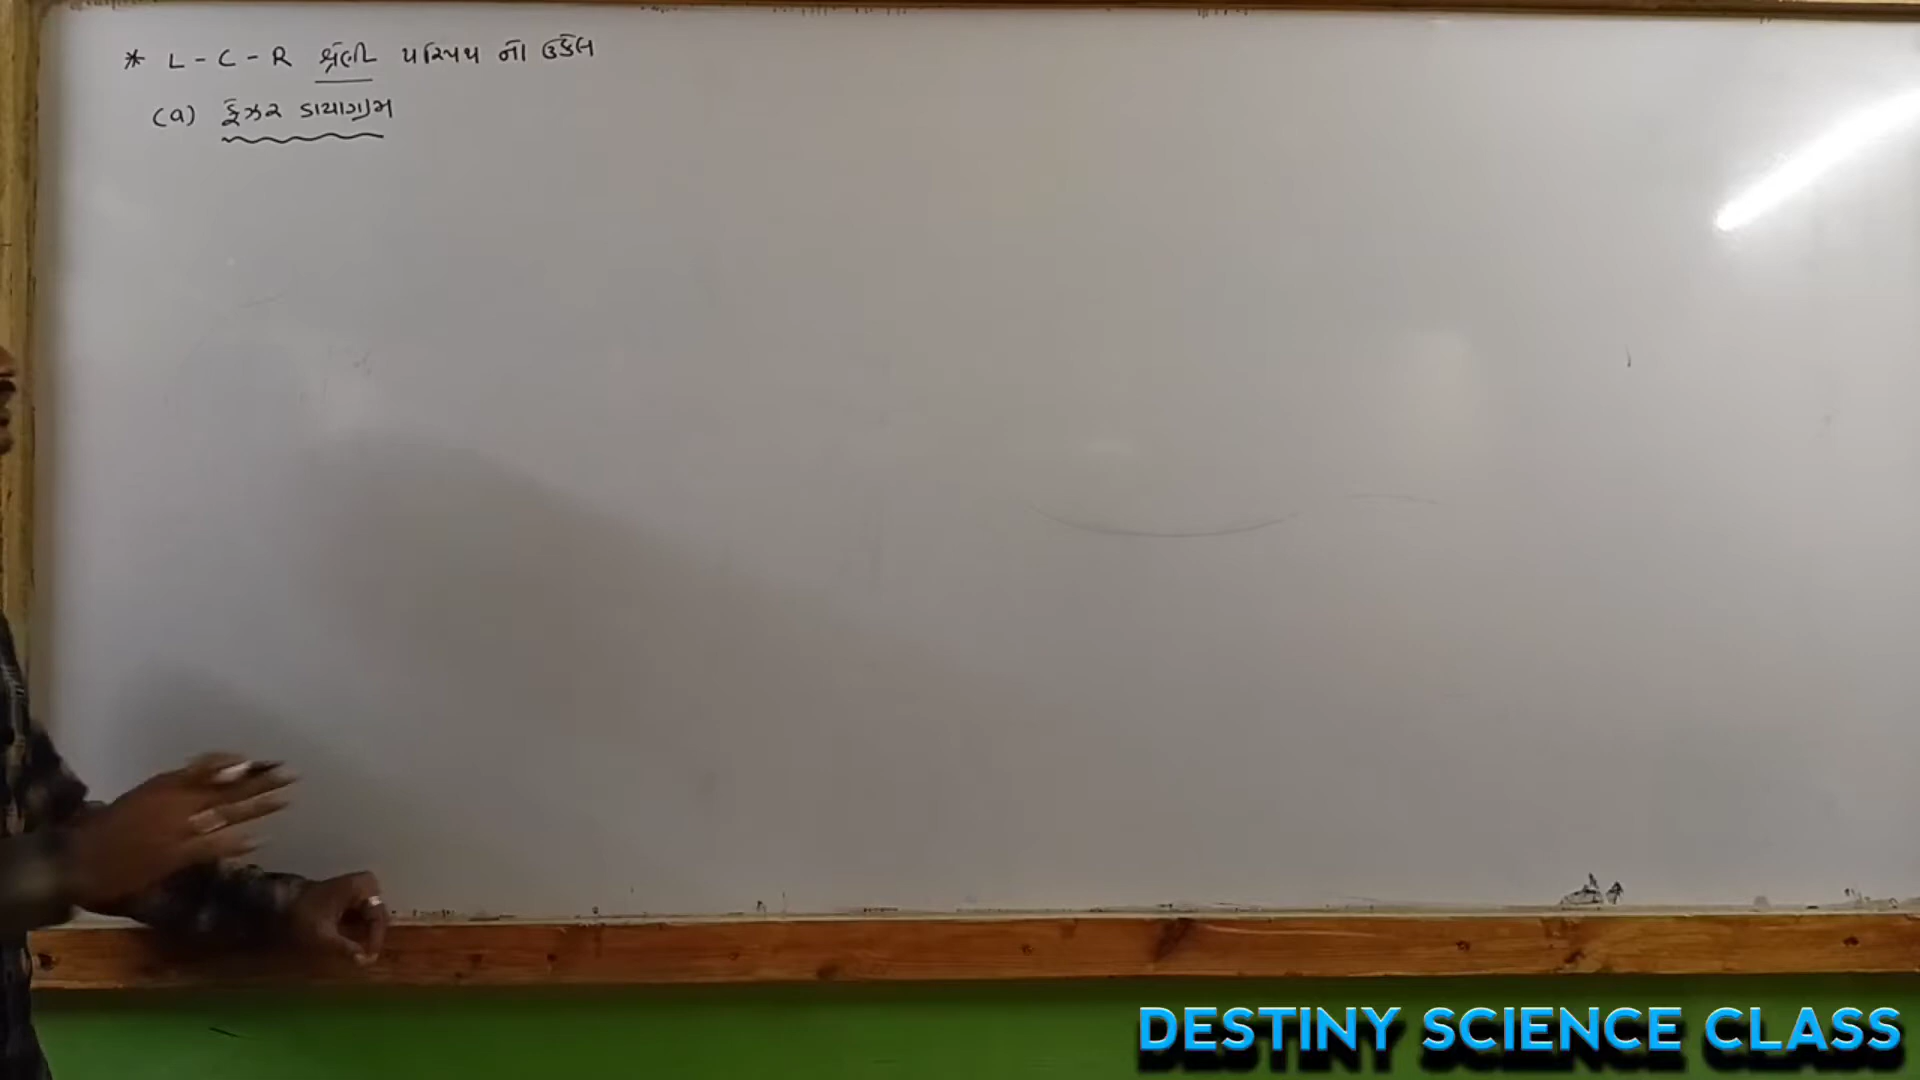 * L - C - R શ્રેણી પરિપથ નો ઉકેલ
(a) ફેઝર ડાયાગ્રામ
DESTINY SCIENCE CLASS